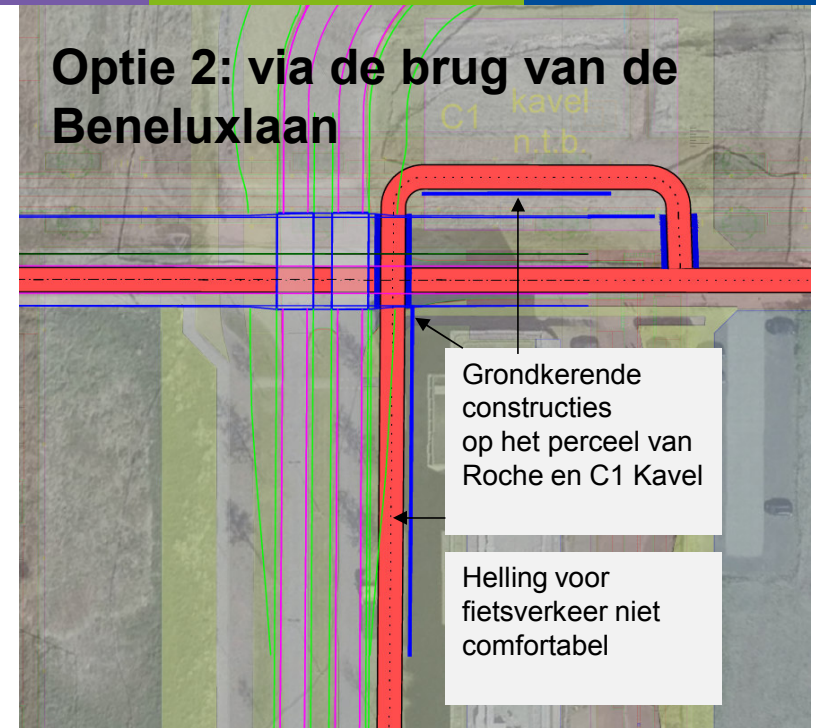 Optie 2: via de brug van de
Beneluxlaan
C1 kavel
n.t.b.
Grondkerende
constructies
op het perceel van
Roche en C1 Kavel
Helling voor
fietsverkeer niet
comfortabel